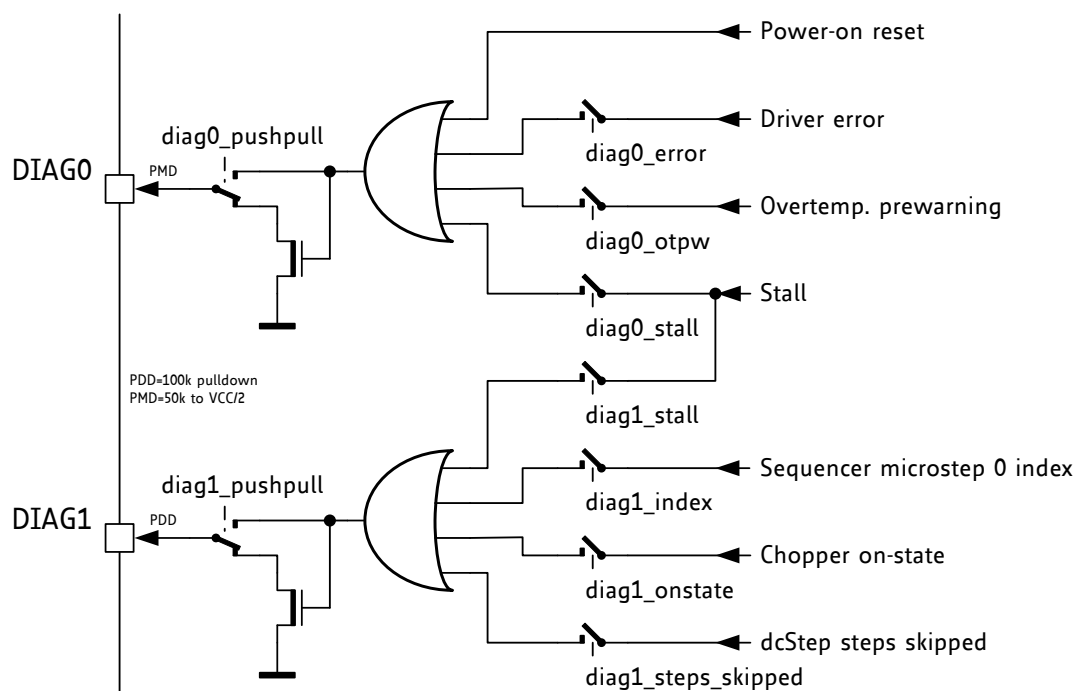 Power-on reset
Driver error
diag0_pushpull
diag0_error
DIAG0
PMD
Overtemp. prewarning
diag0_otpw
Stall
diag0_stall
PDD=100k pulldown
PMD=50k to VCC/2
diag1_stall
Sequencer microstep 0 index
diag1_pushpull
diag1_index
DIAG1
PDD
Chopper on-state
diag1_onstate
dcStep steps skipped
diag1_steps_skipped